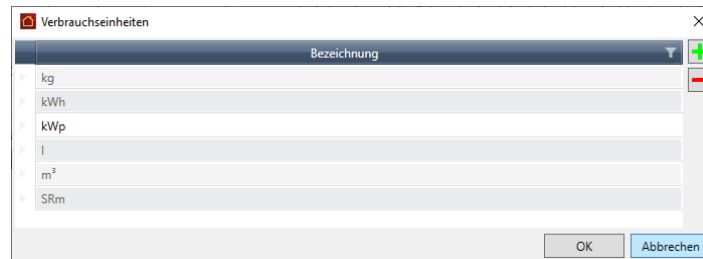 Verbrauchseinheiten
Bezeichnung
kg
kWh
kWp
l
m³
SRm
OK
Abbrechen